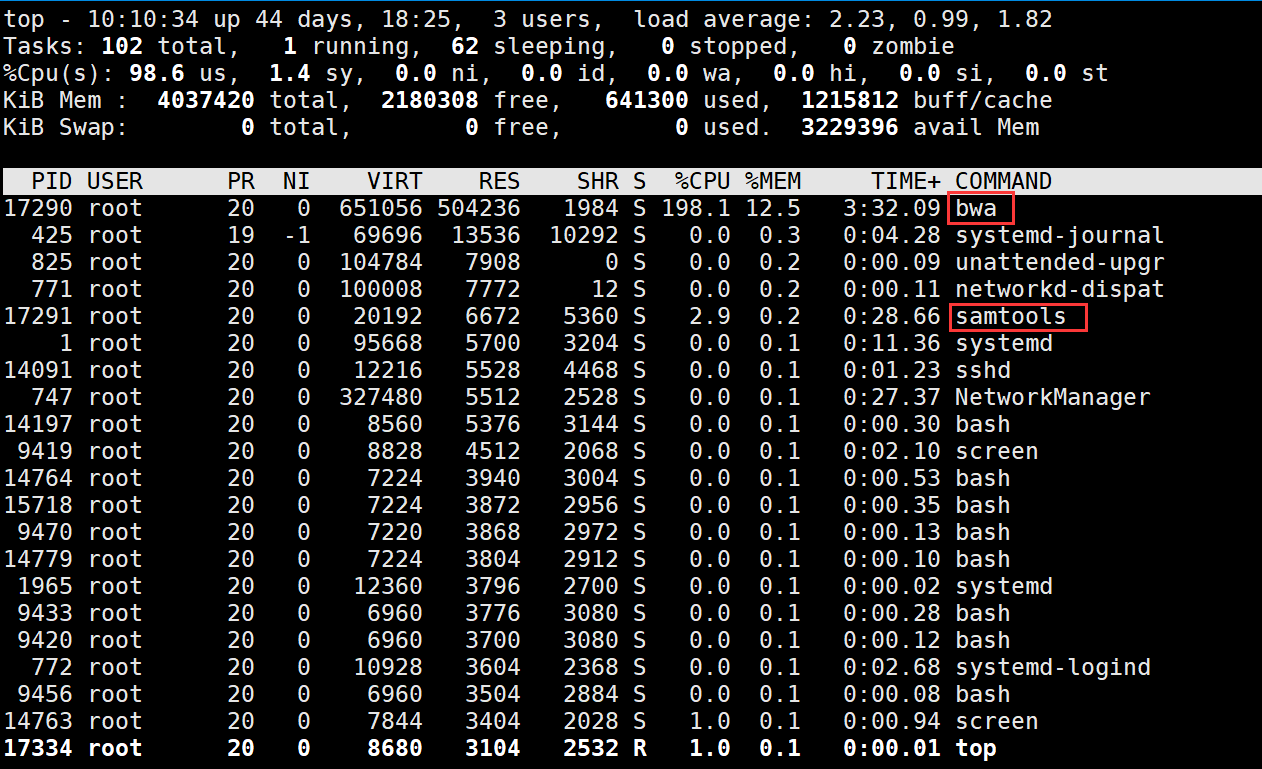 top - 10:10:34 up 44 days, 18:25,  3 users,  load average: 2.23, 0.99, 1.82
Tasks: 102 total,   1 running,  62 sleeping,   0 stopped,   0 zombie
%Cpu(s): 98.6 us,  1.4 sy,  0.0 ni,  0.0 id,  0.0 wa,  0.0 hi,  0.0 si,  0.0 st
KiB Mem :  4037420 total,  2180308 free,   641300 used,  1215812 buff/cache
KiB Swap:        0 total,        0 free,        0 used.  3229396 avail Mem
  PID USER      PR  NI    VIRT    RES    SHR S  %CPU %MEM     TIME+ COMMAND
17290 root      20   0  651056 504236   1984 S 198.1 12.5   3:32.09 bwa
  425 root      19  -1   69696  13536  10292 S   0.0  0.3   0:04.28 systemd-journal
  825 root      20   0  104784   7908      0 S   0.0  0.2   0:00.09 unattended-upgr
  771 root      20   0  100008   7772     12 S   0.0  0.2   0:00.11 networkd-dispat
17291 root      20   0   20192   6672   5360 S   2.9  0.2   0:28.66 samtools
    1 root      20   0   95668   5700   3204 S   0.0  0.1   0:11.36 systemd
14091 root      20   0   12216   5528   4468 S   0.0  0.1   0:01.23 sshd
  747 root      20   0  327480   5512   2528 S   0.0  0.1   0:27.37 NetworkManager
14197 root      20   0    8560   5376   3144 S   0.0  0.1   0:00.30 bash
 9419 root      20   0    8828   4512   2068 S   0.0  0.1   0:02.10 screen
14764 root      20   0    7224   3940   3004 S   0.0  0.1   0:00.53 bash
15718 root      20   0    7224   3872   2956 S   0.0  0.1   0:00.35 bash
 9470 root      20   0    7220   3868   2972 S   0.0  0.1   0:00.13 bash
14779 root      20   0    7224   3804   2912 S   0.0  0.1   0:00.10 bash
 1965 root      20   0   12360   3796   2700 S   0.0  0.1   0:00.02 systemd
 9433 root      20   0    6960   3776   3080 S   0.0  0.1   0:00.28 bash
 9420 root      20   0    6960   3700   3080 S   0.0  0.1   0:00.12 bash
  772 root      20   0   10928   3604   2368 S   0.0  0.1   0:02.68 systemd-logind
 9456 root      20   0    6960   3504   2884 S   0.0  0.1   0:00.08 bash
14763 root      20   0    7844   3404   2028 S   1.0  0.1   0:00.94 screen
17334 root      20   0    8680   3104   2532 R   1.0  0.1   0:00.01 top